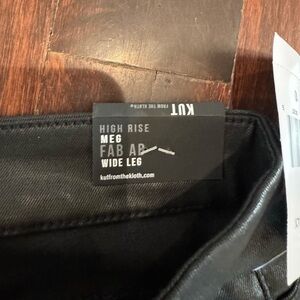 KUT
FROM THE KLOTH
HIGH RISE
MEG
FAB AB
WIDE LEG
kutfromthekloth.com